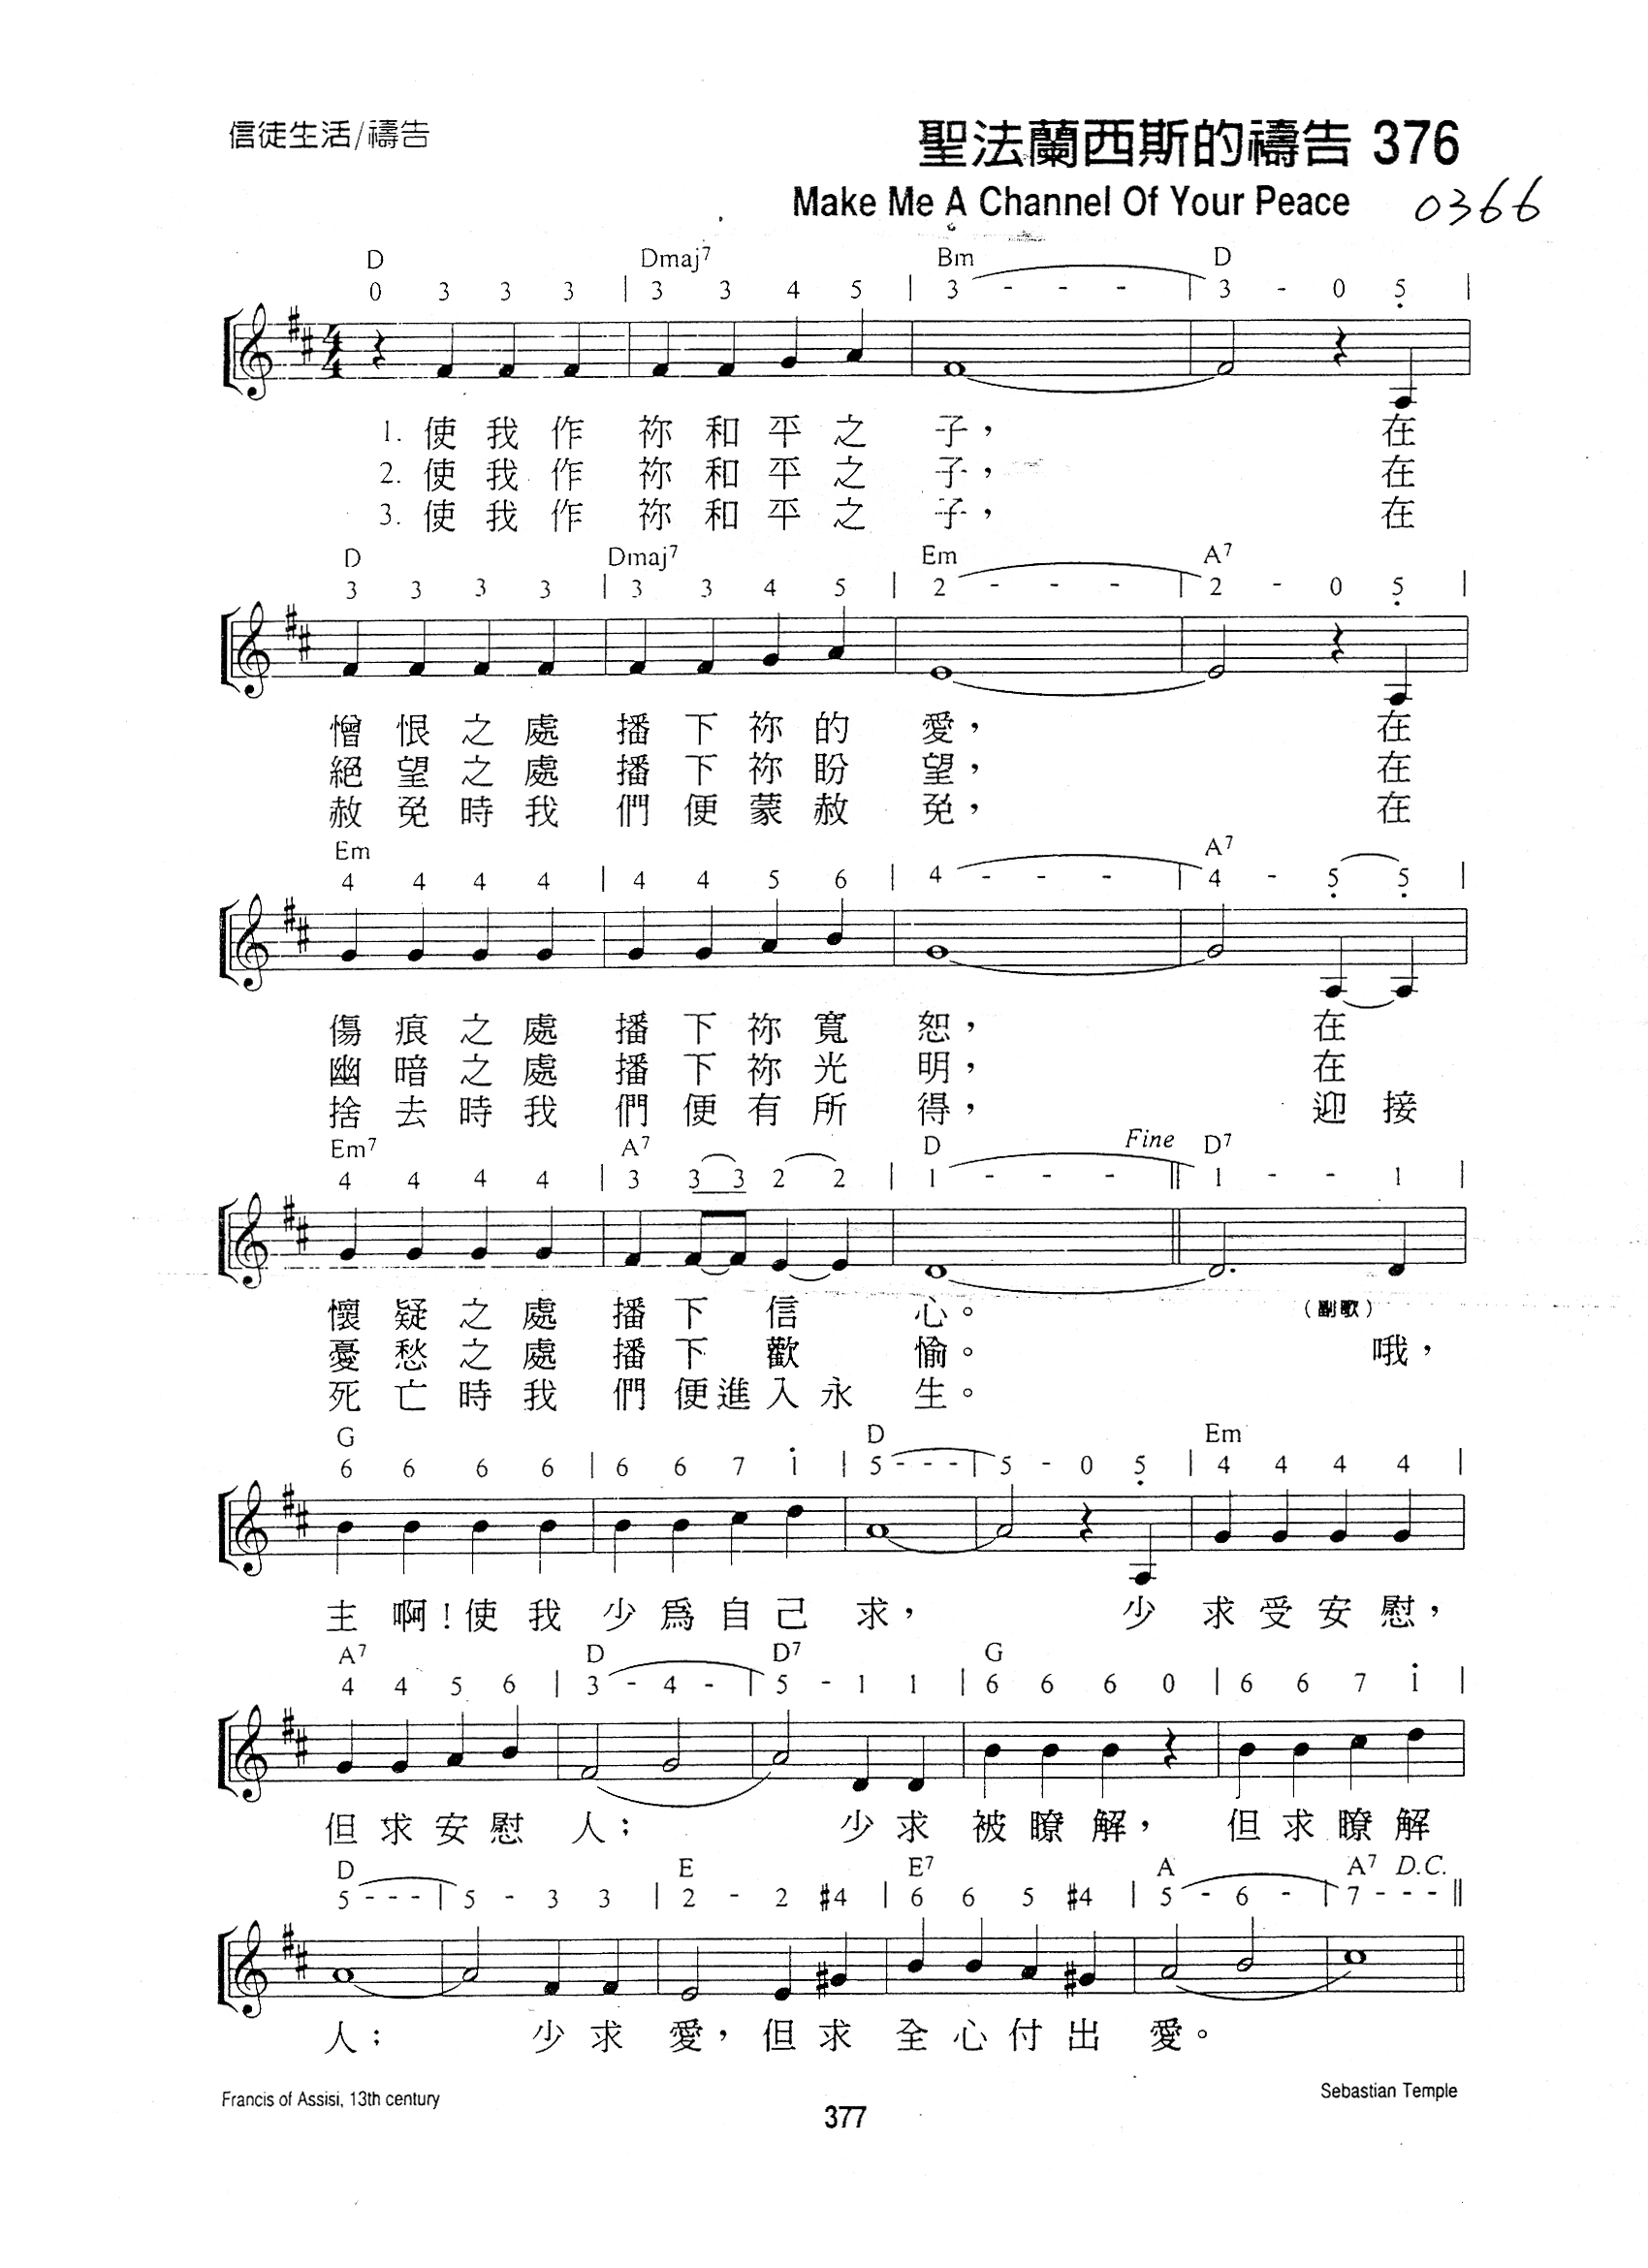 信徒生活/禱告
聖法蘭西斯的禱告 376
Make Me A Channel Of Your Peace 0366
D Dmaj7 Bm D
0 3 3 3 | 3 3 4 5 | 3 - - - | 3 - 0 5 |
1. 使我作 祢和平之 子， 在
2. 使我作 祢和平之 子， 在
3. 使我作 祢和平之 子， 在
D Dmaj7 Em A7
3 3 3 3 | 3 3 4 5 | 2 - - - | 2 - 0 5 |
憎恨之處 播下祢的 愛， 在
絕望之處 播下祢盼 望， 在
赦免時我 們便蒙赦 免， 在
Em A7
4 4 4 4 | 4 4 5 6 | 4 - - - | 4 - 5 5 |
傷痕之處 播下祢寬 恕， 在
幽暗之處 播下祢光 明， 在
捨去時我 們便有所 得， 迎接
Em7 A7 D Fine D7
4 4 4 4 | 3 3 3 2 2 | 1 - - - || 1 - - 1 |
懷疑之處 播下信 心。 （副歌）
憂愁之處 播下歡 愉。 哦，
死亡時我 們便進入永 生。
G D Em
6 6 6 6 | 6 6 7 i | 5 - - - | 5 - 0 5 | 4 4 4 4 |
主啊！使我 少為自己 求， 少 求受安慰，
A7 D D7 G
4 4 5 6 | 3 - 4 - | 5 - 1 1 | 6 6 6 0 | 6 6 7 i |
但求安慰 人； 少求 被瞭解， 但求瞭解
D E E7 A A7 D.C.
5 - - - | 5 - 3 3 | 2 - 2 #4 | 6 6 5 #4 | 5 - 6 - | 7 - - - ||
人； 少求 愛，但求 全心付出 愛。
Francis of Assisi, 13th century
Sebastian Temple
377